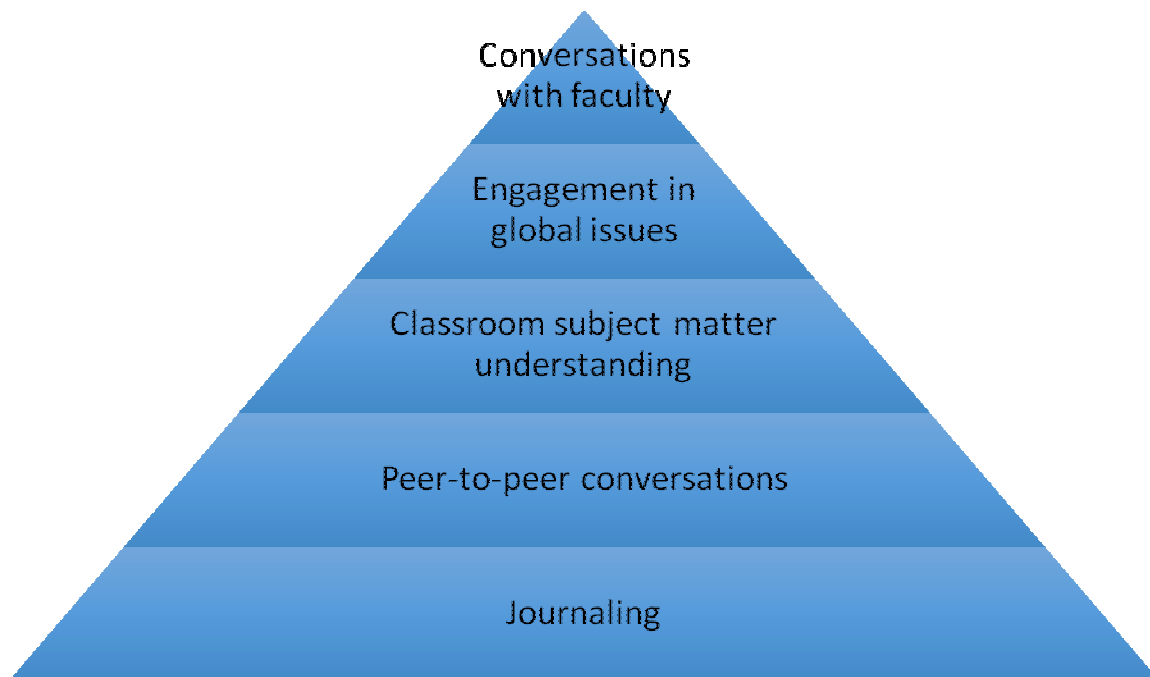 Conversations
with faculty
Engagement in
global issues
Classroom subject matter
understanding
Peer-to-peer conversations
Journaling